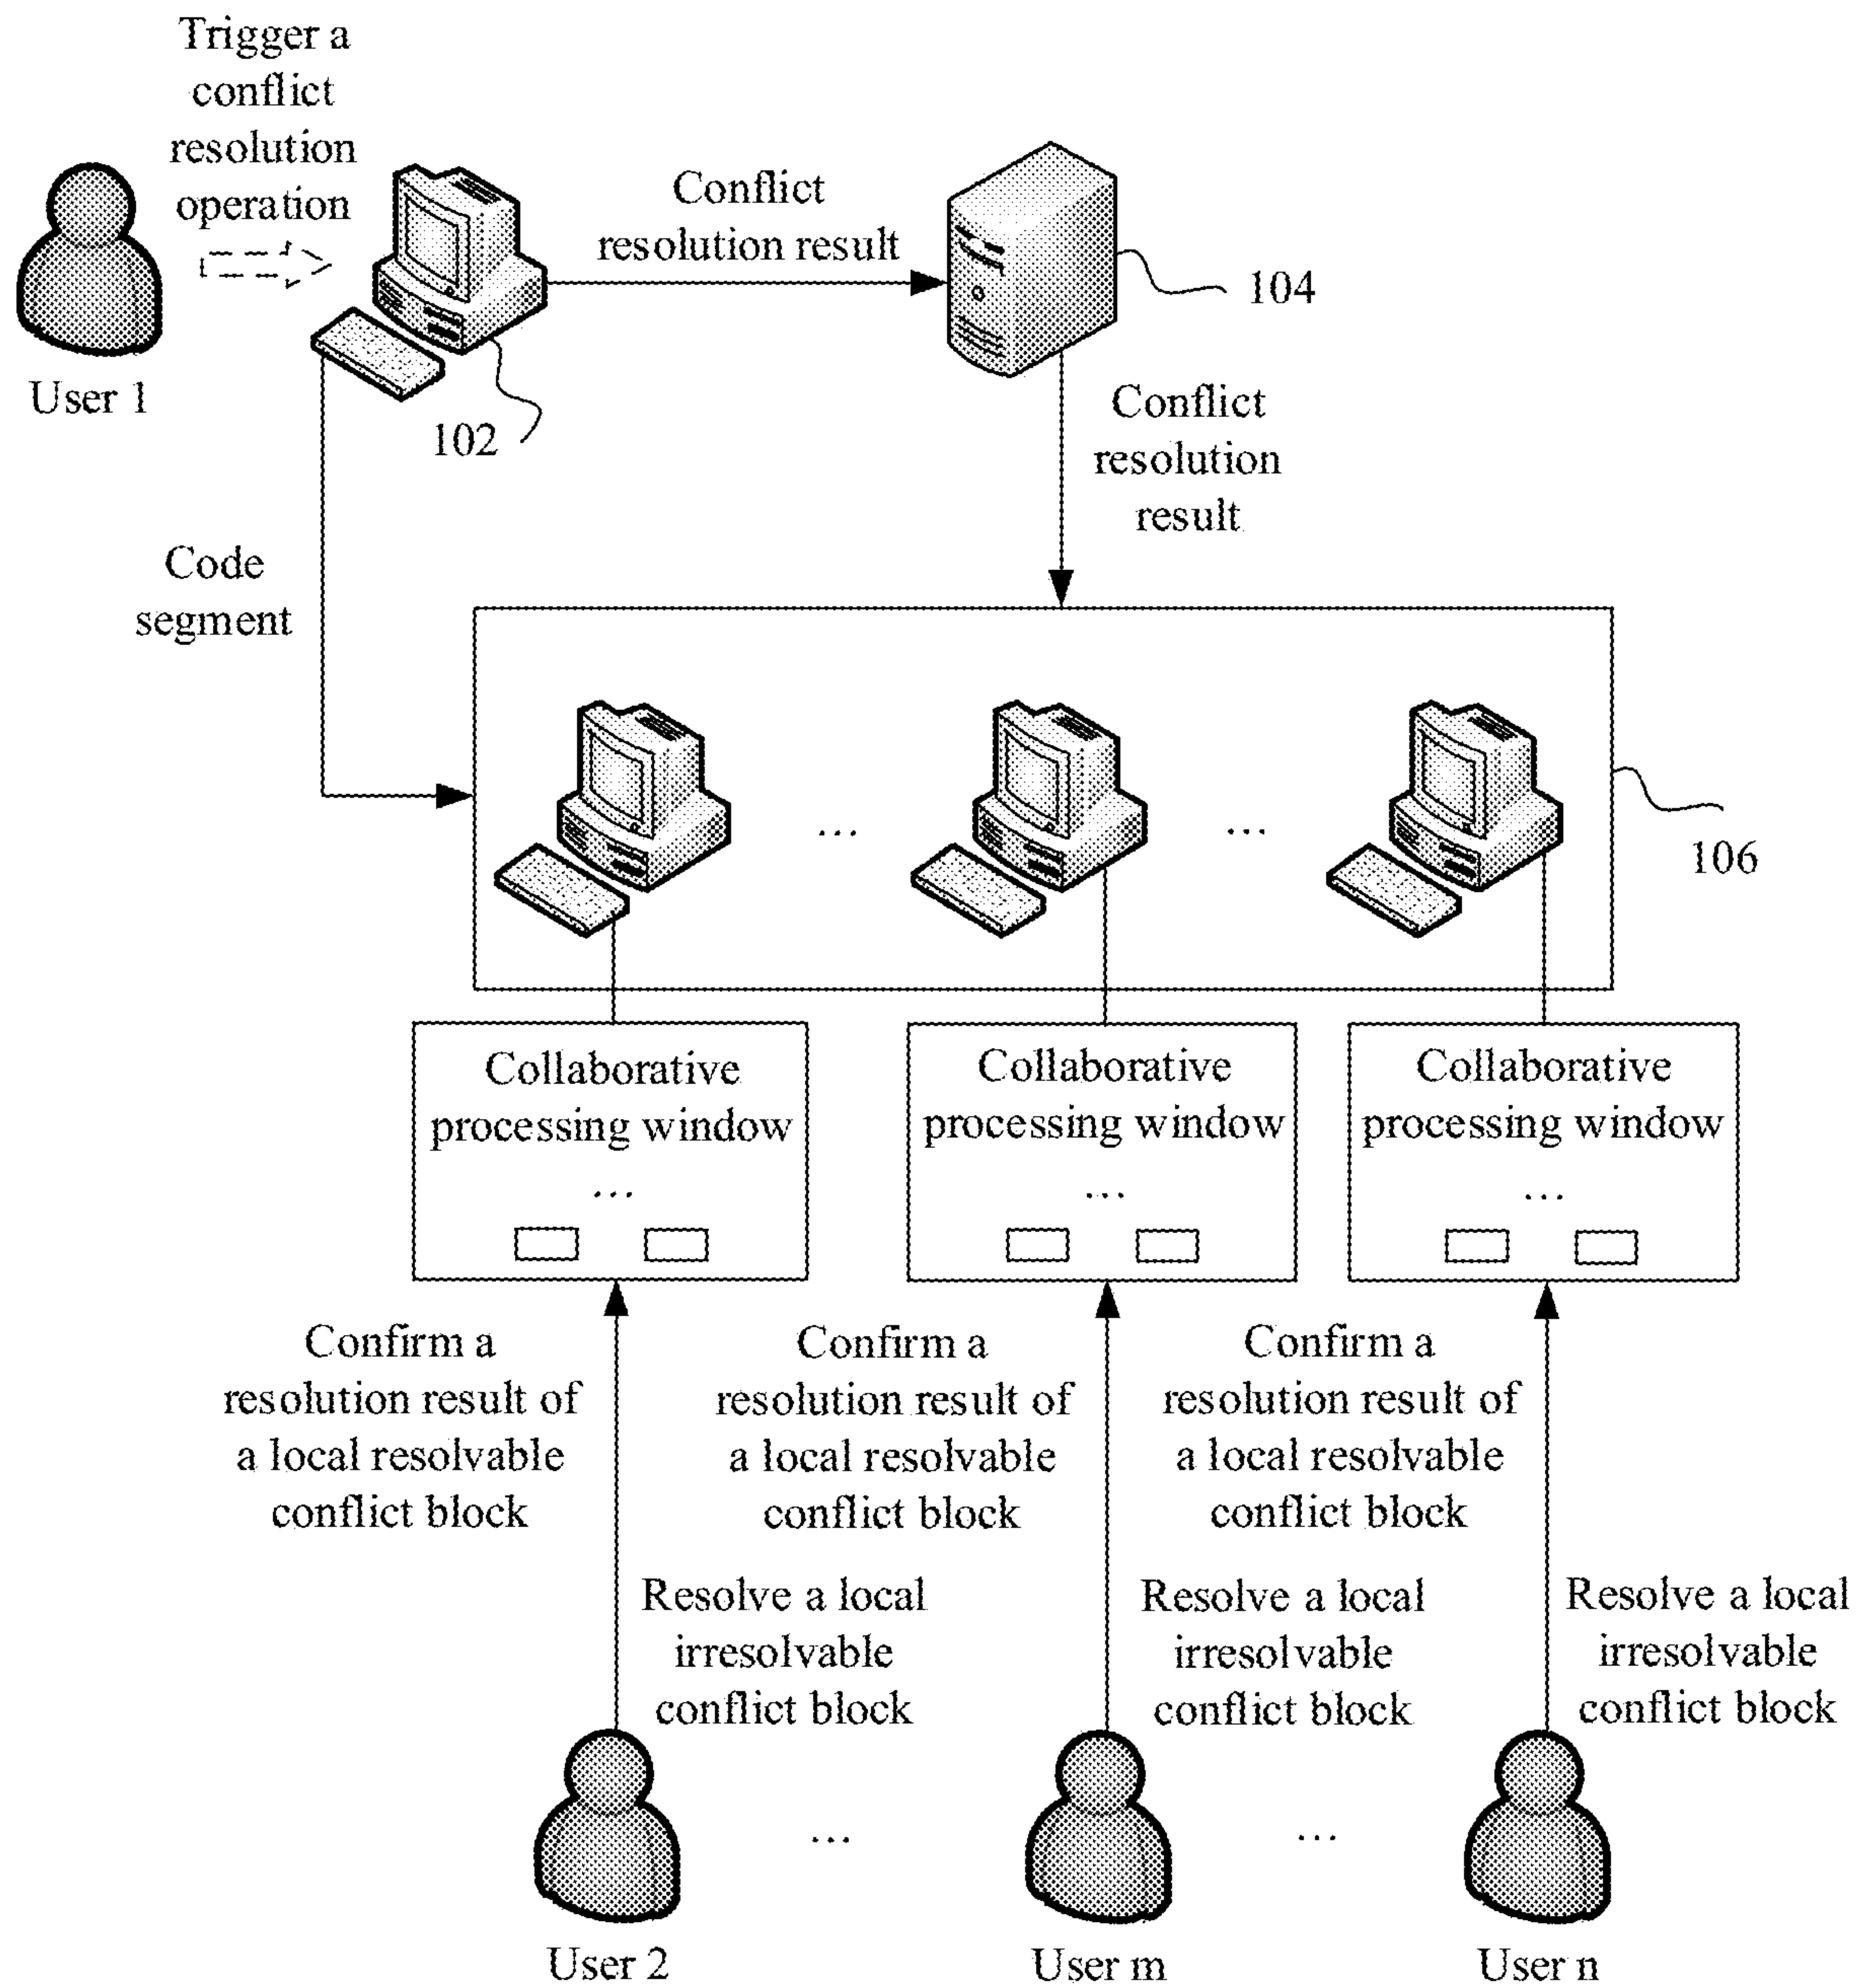 Trigger a
conflict
resolution
operation
User 1
102
Conflict
resolution result
104
Conflict
resolution
result
Code
segment
...
...
106
Collaborative
processing window
...
Collaborative
processing window
...
Collaborative
processing window
...
Confirm a
resolution result of
a local resolvable
conflict block
Confirm a
resolution result of
a local resolvable
conflict block
Confirm a
resolution result of
a local resolvable
conflict block
Resolve a local
irresolvable
conflict block
Resolve a local
irresolvable
conflict block
Resolve a local
irresolvable
conflict block
...
...
User 2
User m
User n